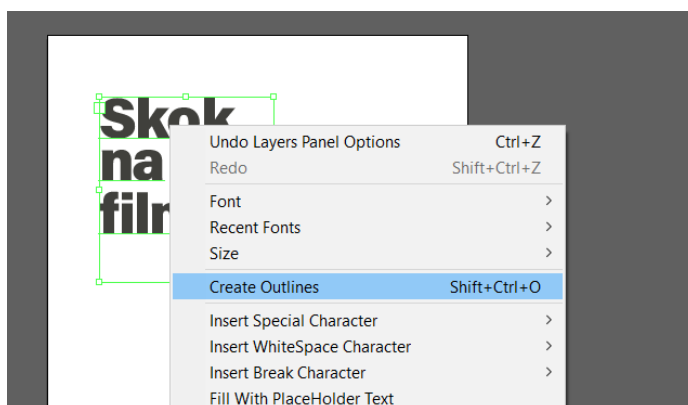 Skok
na
Undo Layers Panel Options Ctrl+Z
Redo Shift+Ctrl+Z
Font
Recent Fonts
Size
Create Outlines Shift+Ctrl+O
Insert Special Character
Insert WhiteSpace Character
Insert Break Character
Fill With PlaceHolder Text